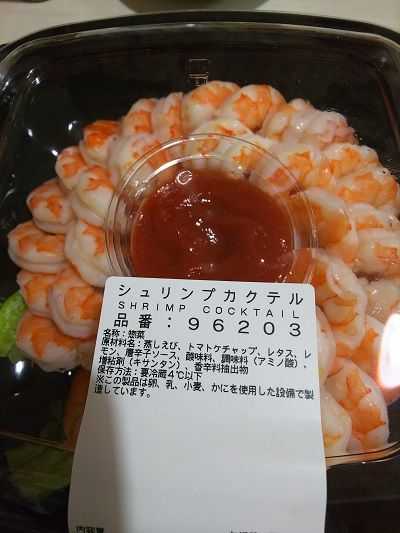 シュリンプカクテル
SHRIMP COCKTAIL
品番:96203
名称:惣菜
原材料名:蒸しえび、トマトケチャップ、レタス、レ
モン、唐辛子ソース、酸味料、調味料(アミノ酸)、
増粘剤(キサンタン)、香辛料抽出物
保存方法:要冷蔵4℃以下
※この製品は卵、乳、小麦、かにを使用した設備で製
造しています。
内容量